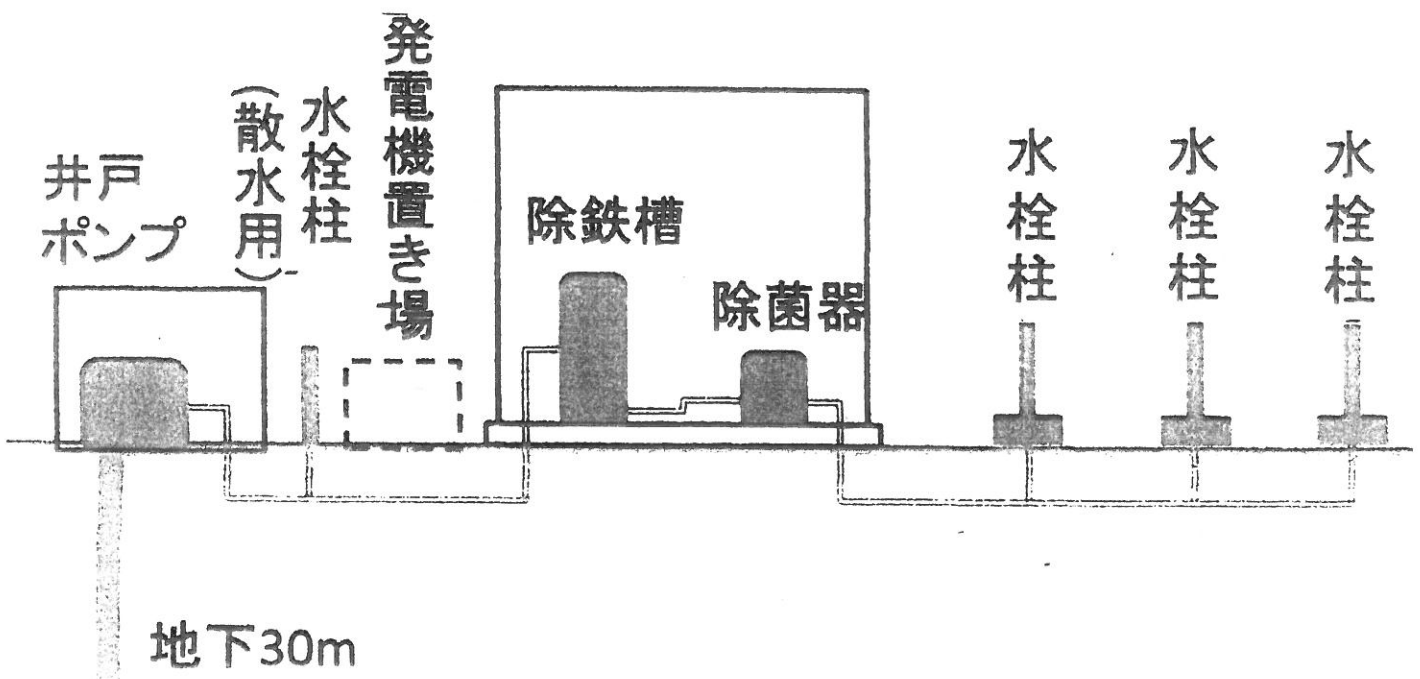 井戸
ポンプ
水栓柱
(散水用)
発電機置き場
除鉄槽
除菌器
水栓柱
水栓柱
水栓柱
地下30m